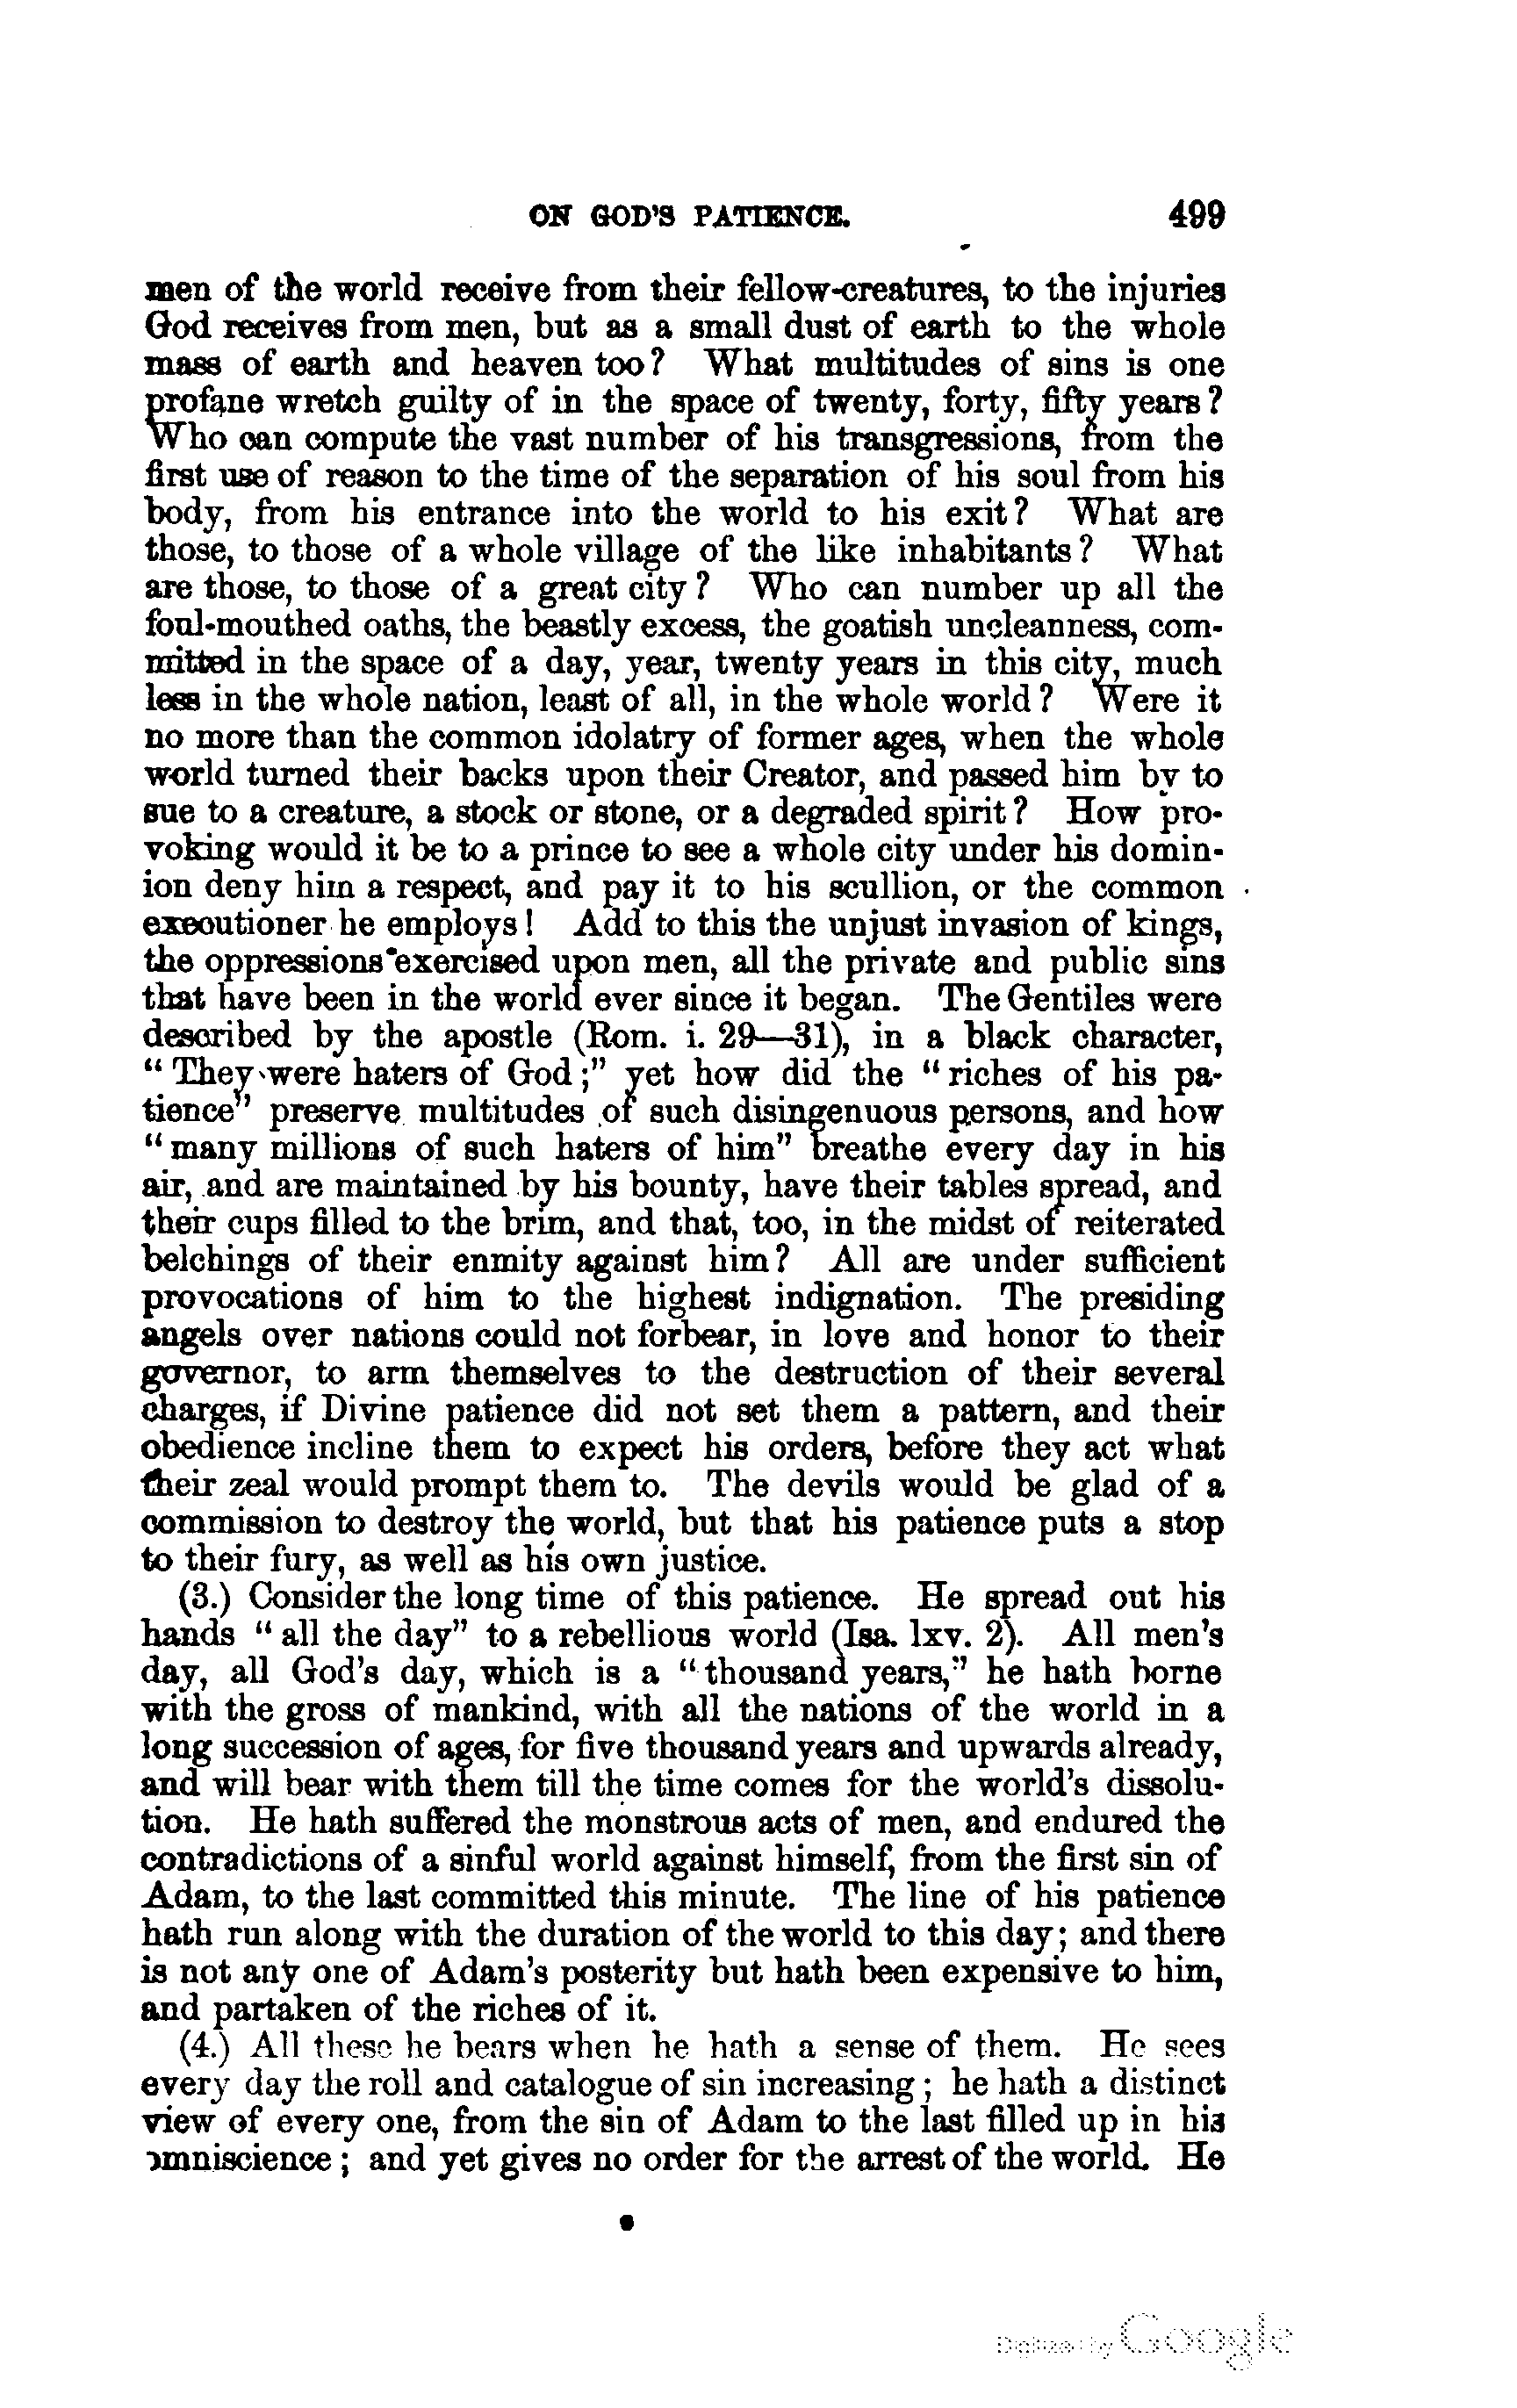 ON GOD'S PATIENCE. 499
men of the world receive from their fellow-creatures, to the injuries
God receives from men, but as a small dust of earth to the whole
mass of earth and heaven too? What multitudes of sins is one
profane wretch guilty of in the space of twenty, forty, fifty years?
Who can compute the vast number of his transgressions, from the
first use of reason to the time of the separation of his soul from his
body, from his entrance into the world to his exit? What are
those, to those of a whole village of the like inhabitants? What
are those, to those of a great city? Who can number up all the
foul-mouthed oaths, the beastly excess, the goatish uncleanness, com-
mitted in the space of a day, year, twenty years in this city, much
less in the whole nation, least of all, in the whole world? Were it
no more than the common idolatry of former ages, when the whole
world turned their backs upon their Creator, and passed him by to
sue to a creature, a stock or stone, or a degraded spirit? How pro-
voking would it be to a prince to see a whole city under his domin-
ion deny him a respect, and pay it to his scullion, or the common
executioner he employs! Add to this the unjust invasion of kings,
the oppressions exercised upon men, all the private and public sins
that have been in the world ever since it began. The Gentiles were
described by the apostle (Rom. i. 29—31), in a black character,
"They were haters of God;" yet how did the "riches of his pa-
tience" preserve multitudes of such disingenuous persons, and how
"many millions of such haters of him" breathe every day in his
air, and are maintained by his bounty, have their tables spread, and
their cups filled to the brim, and that, too, in the midst of reiterated
belchings of their enmity against him? All are under sufficient
provocations of him to the highest indignation. The presiding
angels over nations could not forbear, in love and honor to their
governor, to arm themselves to the destruction of their several
charges, if Divine patience did not set them a pattern, and their
obedience incline them to expect his orders, before they act what
their zeal would prompt them to. The devils would be glad of a
commission to destroy the world, but that his patience puts a stop
to their fury, as well as his own justice.
(3.) Consider the long time of this patience. He spread out his
hands "all the day" to a rebellious world (Isa. lxv. 2). All men's
day, all God's day, which is a "thousand years," he hath borne
with the gross of mankind, with all the nations of the world in a
long succession of ages, for five thousand years and upwards already,
and will bear with them till the time comes for the world's dissolu-
tion. He hath suffered the monstrous acts of men, and endured the
contradictions of a sinful world against himself, from the first sin of
Adam, to the last committed this minute. The line of his patience
hath run along with the duration of the world to this day; and there
is not any one of Adam's posterity but hath been expensive to him,
and partaken of the riches of it.
(4.) All these he bears when he hath a sense of them. He sees
every day the roll and catalogue of sin increasing; he hath a distinct
view of every one, from the sin of Adam to the last filled up in his
omniscience; and yet gives no order for the arrest of the world. He
Digitized by Google